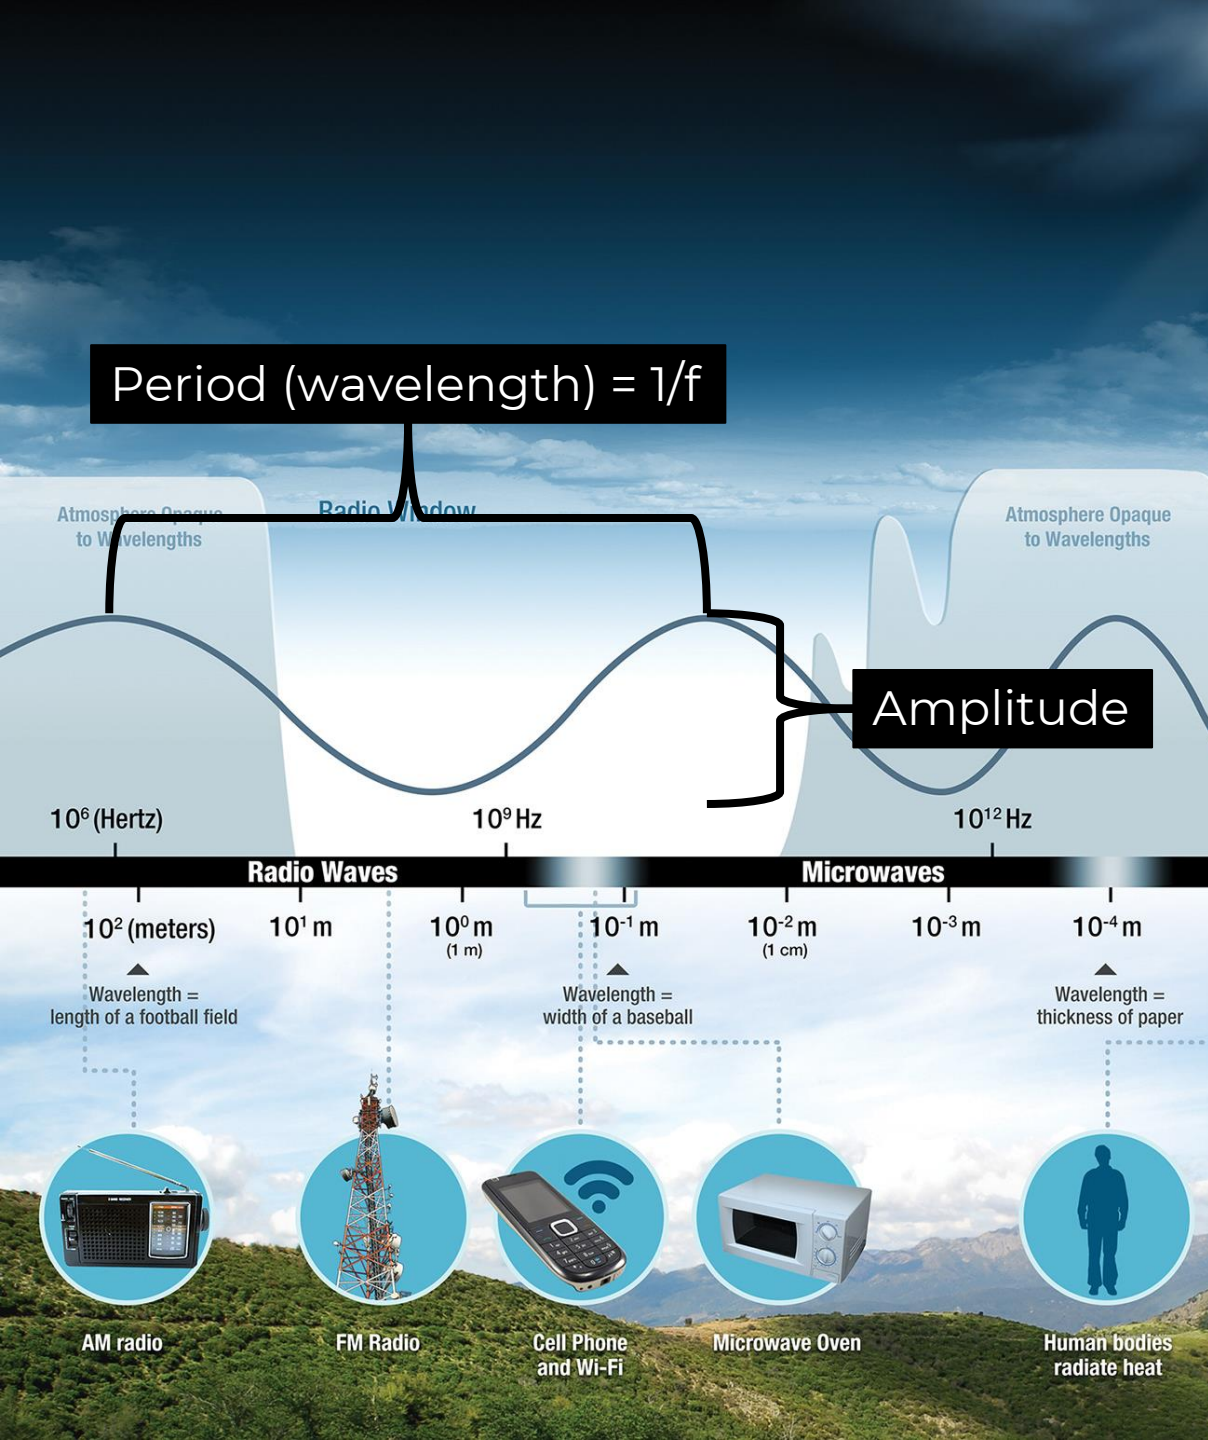 Period (wavelength) = 1/f
Atmosphere Opaque
to Wavelengths
Radio Window
Atmosphere Opaque
to Wavelengths
Amplitude
10⁶ (Hertz)
10⁹ Hz
10¹² Hz
Radio Waves
Microwaves
10² (meters)
10¹ m
10⁰ m
(1 m)
10⁻¹ m
10⁻² m
(1 cm)
10⁻³ m
10⁻⁴ m
Wavelength =
length of a football field
Wavelength =
width of a baseball
Wavelength =
thickness of paper
AM radio
FM Radio
Cell Phone
and Wi-Fi
Microwave Oven
Human bodies
radiate heat